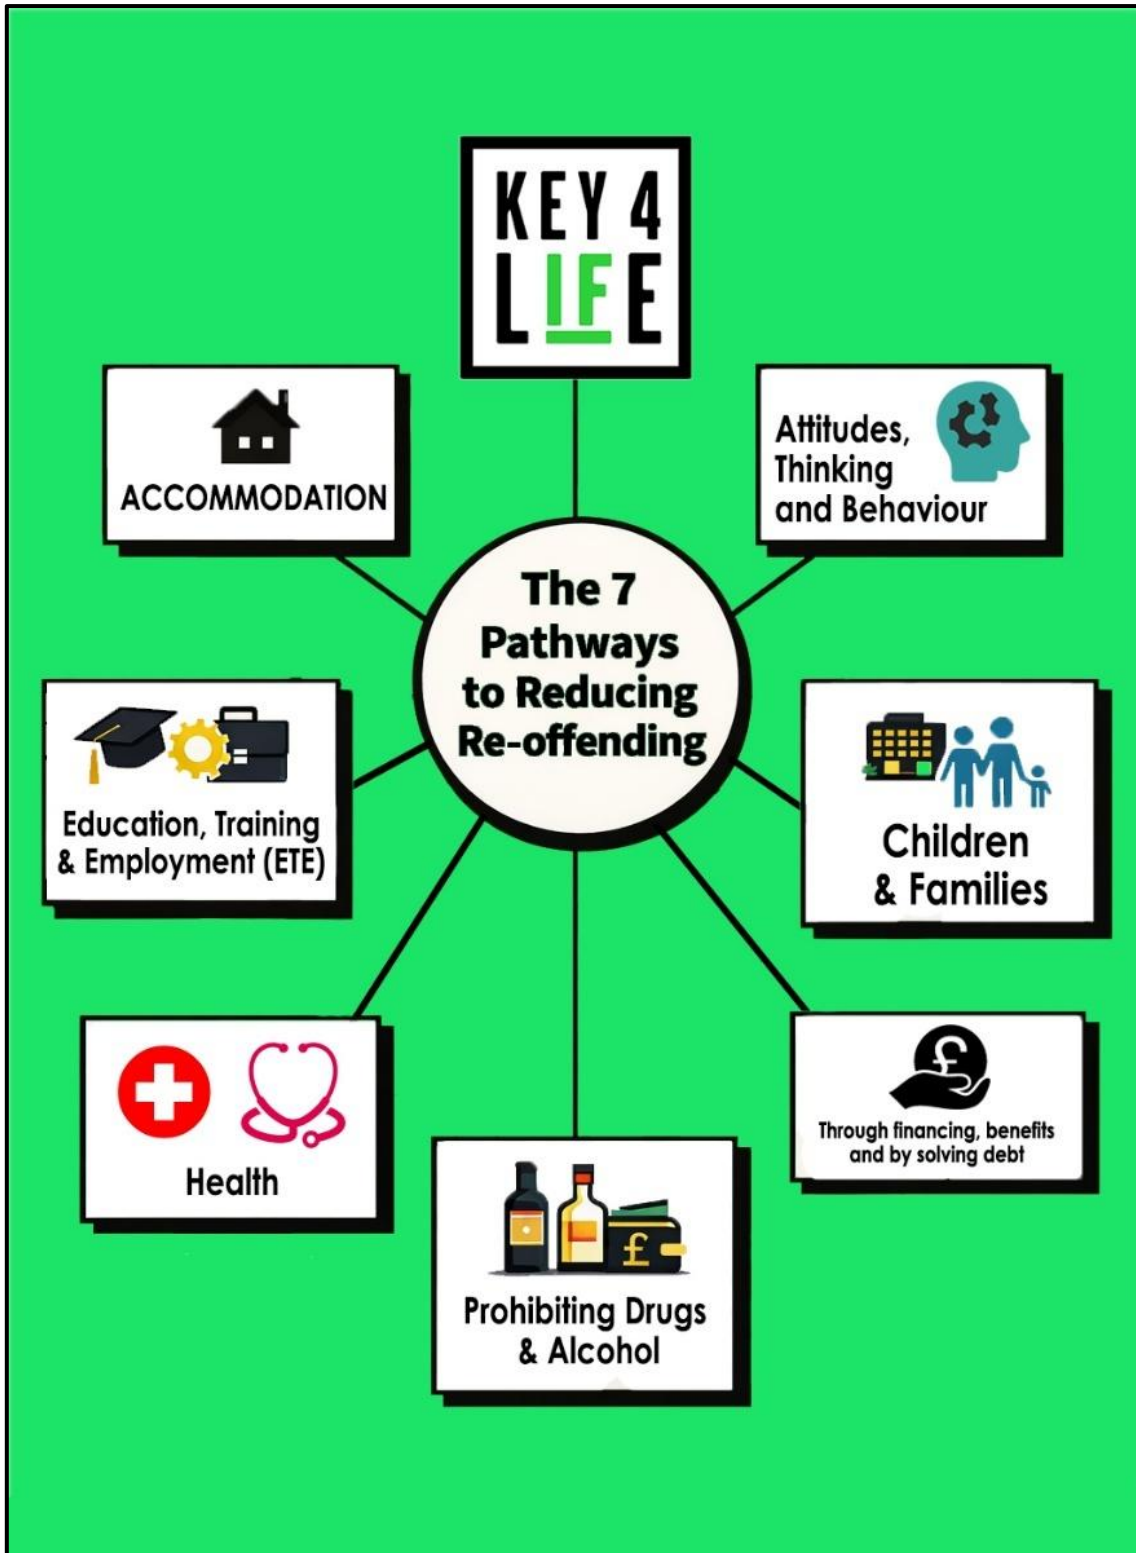 KEY 4
LIFE
ACCOMMODATION
Attitudes,
Thinking
and Behaviour
The 7
Pathways
to Reducing
Re-offending
Education, Training
& Employment (ETE)
Children
& Families
Health
£
Through financing, benefits
and by solving debt
£
Prohibiting Drugs
& Alcohol